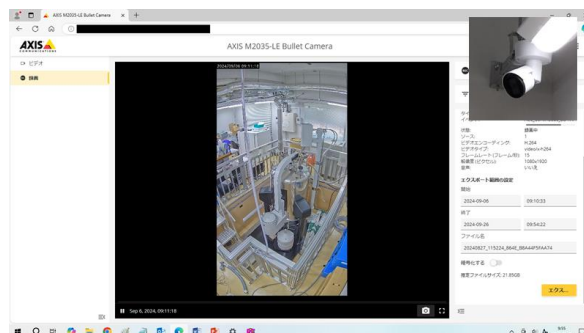 AXIS M2035-LE Bullet Camera
AXIS
COMMUNICATIONS
AXIS M2035-LE Bullet Camera
ビデオ
録画
2024/09/06 09:11:18
状態: 録画中
ソース: 1
ビデオエンコーディング: H.264
ビデオタイプ: video/x-h264
フレームレート (フレーム/秒): 15
解像度 (ピクセル): 1080x1920
音声: いいえ
エクスポート範囲の設定
開始
2024-09-06 09:10:33
終了
2024-09-26 09:54:22
ファイル名
暗号化する
推定ファイルサイズ: 21.85GB
エクス...
Sep 6, 2024, 09:11:18
9/55